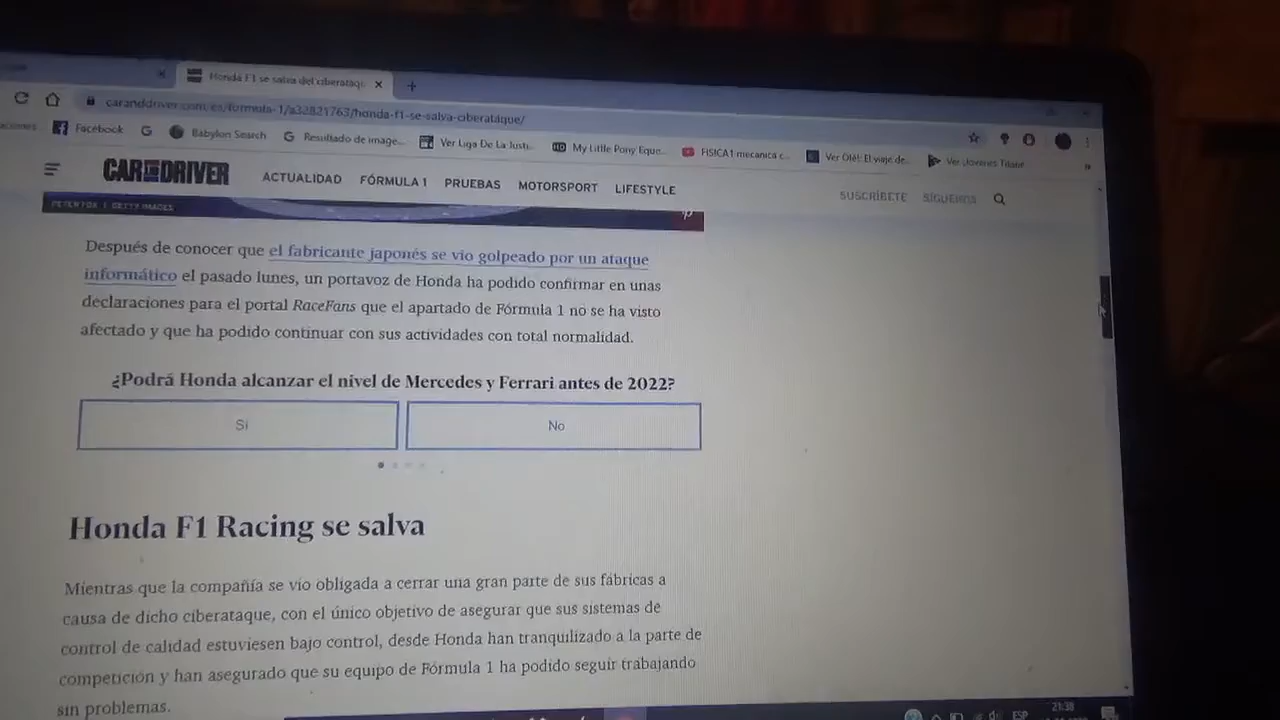 Honda F1 se salva del ciberataqu
caranddriver.com/es/formula-1/a32821763/honda-f1-se-salva-ciberataque/
Facebook
Babylon Search
Resultado de image...
Ver Liga De La Justi...
My Little Pony Eque...
FISICA1 mecanica c...
Ver Olé!: El viaje de...
Ver Jóvenes Titane
CAR AND DRIVER
ACTUALIDAD FÓRMULA 1 PRUEBAS MOTORSPORT LIFESTYLE
SUSCRÍBETE SÍGUENOS
PETER FOX | GETTY IMAGES
Después de conocer que el fabricante japonés se vio golpeado por un ataque
informático el pasado lunes, un portavoz de Honda ha podido confirmar en unas
declaraciones para el portal RaceFans que el apartado de Fórmula 1 no se ha visto
afectado y que ha podido continuar con sus actividades con total normalidad.
¿Podrá Honda alcanzar el nivel de Mercedes y Ferrari antes de 2022?
Sí
No
Honda F1 Racing se salva
Mientras que la compañía se vio obligada a cerrar una gran parte de sus fábricas a
causa de dicho ciberataque, con el único objetivo de asegurar que sus sistemas de
control de calidad estuviesen bajo control, desde Honda han tranquilizado a la parte de
competición y han asegurado que su equipo de Fórmula 1 ha podido seguir trabajando
sin problemas.
ESP
21:38